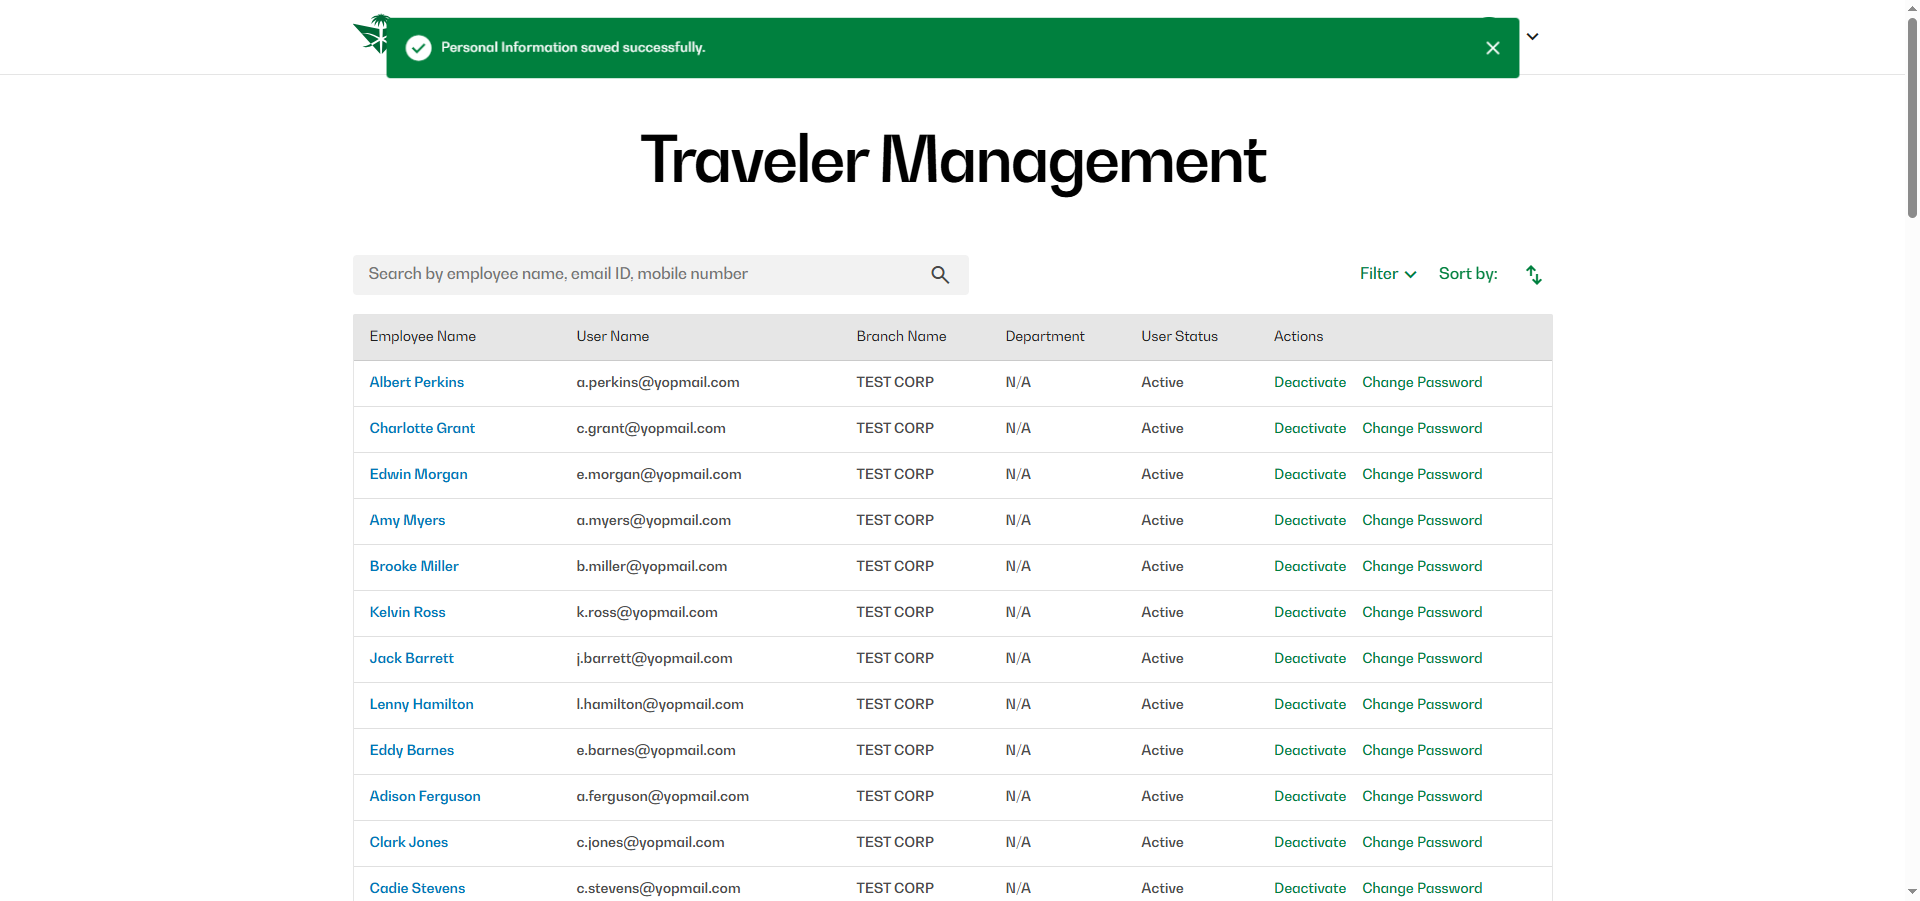 Personal Information saved successfully.
Traveler Management
Search by employee name, email ID, mobile number
Filter Sort by:
Employee Name User Name Branch Name Department User Status Actions
Albert Perkins a.perkins@yopmail.com TEST CORP N/A Active Deactivate Change Password
Charlotte Grant c.grant@yopmail.com TEST CORP N/A Active Deactivate Change Password
Edwin Morgan e.morgan@yopmail.com TEST CORP N/A Active Deactivate Change Password
Amy Myers a.myers@yopmail.com TEST CORP N/A Active Deactivate Change Password
Brooke Miller b.miller@yopmail.com TEST CORP N/A Active Deactivate Change Password
Kelvin Ross k.ross@yopmail.com TEST CORP N/A Active Deactivate Change Password
Jack Barrett j.barrett@yopmail.com TEST CORP N/A Active Deactivate Change Password
Lenny Hamilton l.hamilton@yopmail.com TEST CORP N/A Active Deactivate Change Password
Eddy Barnes e.barnes@yopmail.com TEST CORP N/A Active Deactivate Change Password
Adison Ferguson a.ferguson@yopmail.com TEST CORP N/A Active Deactivate Change Password
Clark Jones c.jones@yopmail.com TEST CORP N/A Active Deactivate Change Password
Cadie Stevens c.stevens@yopmail.com TEST CORP N/A Active Deactivate Change Password